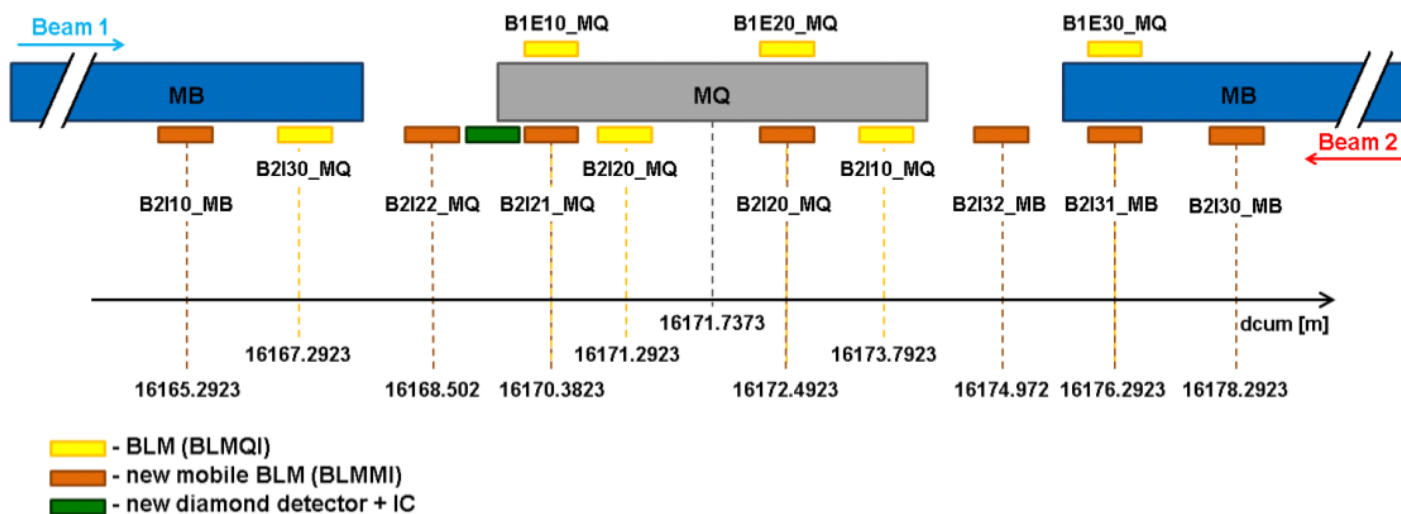 Beam 1
B1E10_MQ
B1E20_MQ
B1E30_MQ
MB
MQ
MB
Beam 2
B2I30_MQ
B2I20_MQ
B2I10_MQ
B2I10_MB
B2I22_MQ
B2I21_MQ
B2I20_MQ
B2I32_MB
B2I31_MB
B2I30_MB
16171.7373
dcum [m]
16167.2923
16171.2923
16173.7923
16165.2923
16168.502
16170.3823
16172.4923
16174.972
16176.2923
16178.2923
- BLM (BLMQI)
- new mobile BLM (BLMMI)
- new diamond detector + IC